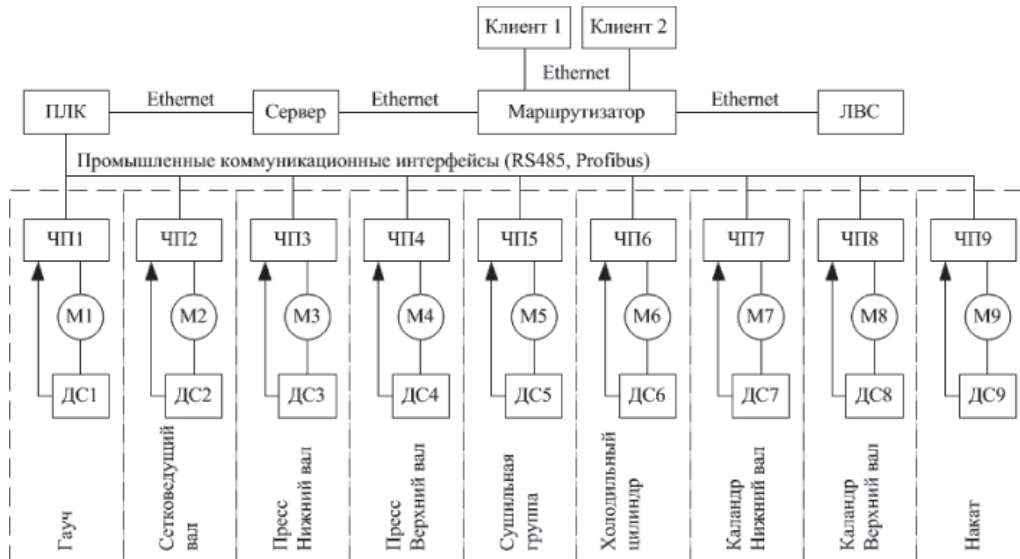 Клиент 1
Клиент 2
Ethernet
ПЛК
Ethernet
Сервер
Ethernet
Маршрутизатор
Ethernet
ЛВС
Промышленные коммуникационные интерфейсы (RS485, Profibus)
ЧП1
ЧП2
ЧП3
ЧП4
ЧП5
ЧП6
ЧП7
ЧП8
ЧП9
М1
М2
М3
М4
М5
М6
М7
М8
М9
ДС1
ДС2
ДС3
ДС4
ДС5
ДС6
ДС7
ДС8
ДС9
Гауч
Сетковедущий
вал
Пресс
Нижний вал
Пресс
Верхний вал
Сушильная
группа
Холодильный
цилиндр
Каландр
Нижний вал
Каландр
Верхний вал
Накат